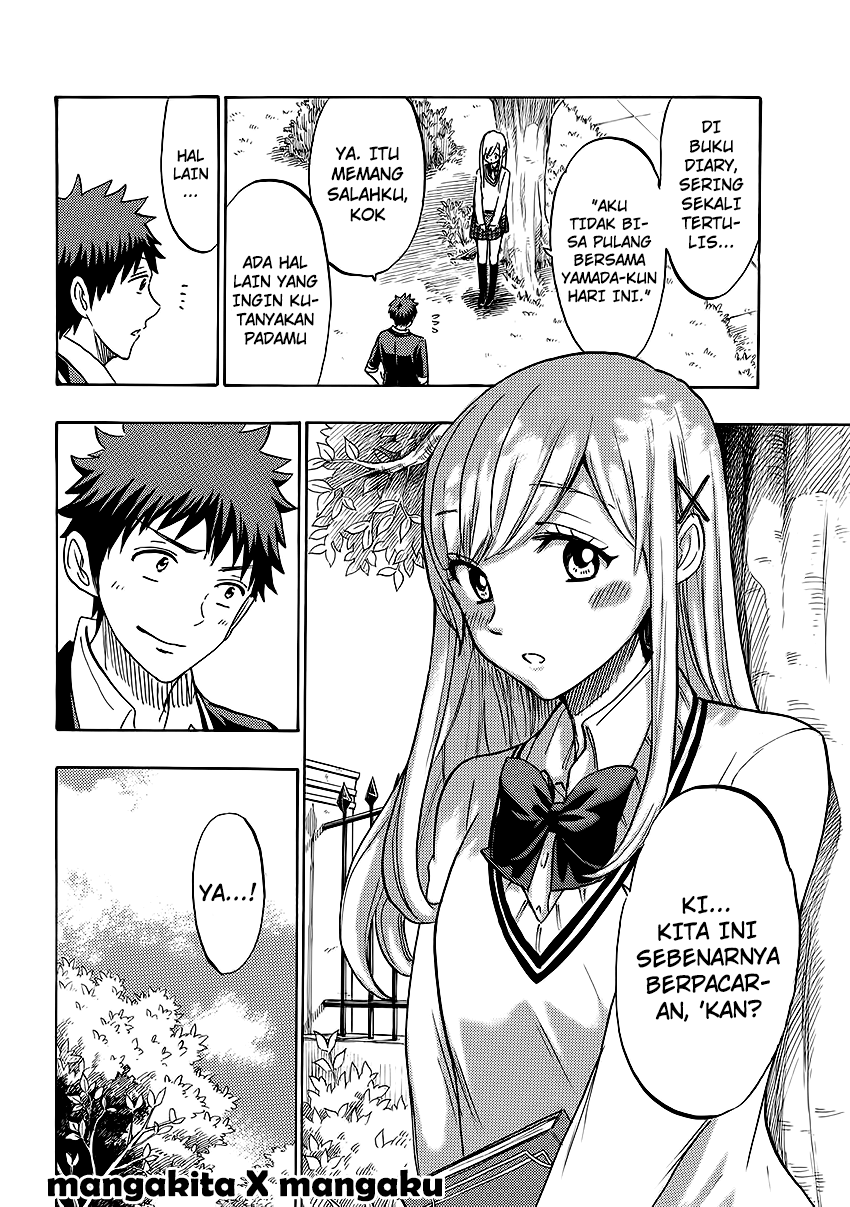 DI
BUKU
DIARY,
SERING
SEKALI
TERTU-
LIS...
"AKU
TIDAK BI-
SA PULANG
BERSAMA
YAMADA-KUN
HARI INI."
YA. ITU
MEMANG
SALAHKU,
KOK
ADA HAL
LAIN YANG
INGIN KU-
TANYAKAN
PADAMU
HAL
LAIN
...
KI...
KITA INI
SEBENARNYA
BERPACAR-
AN, 'KAN?
YA...!
mangakita X mangaku